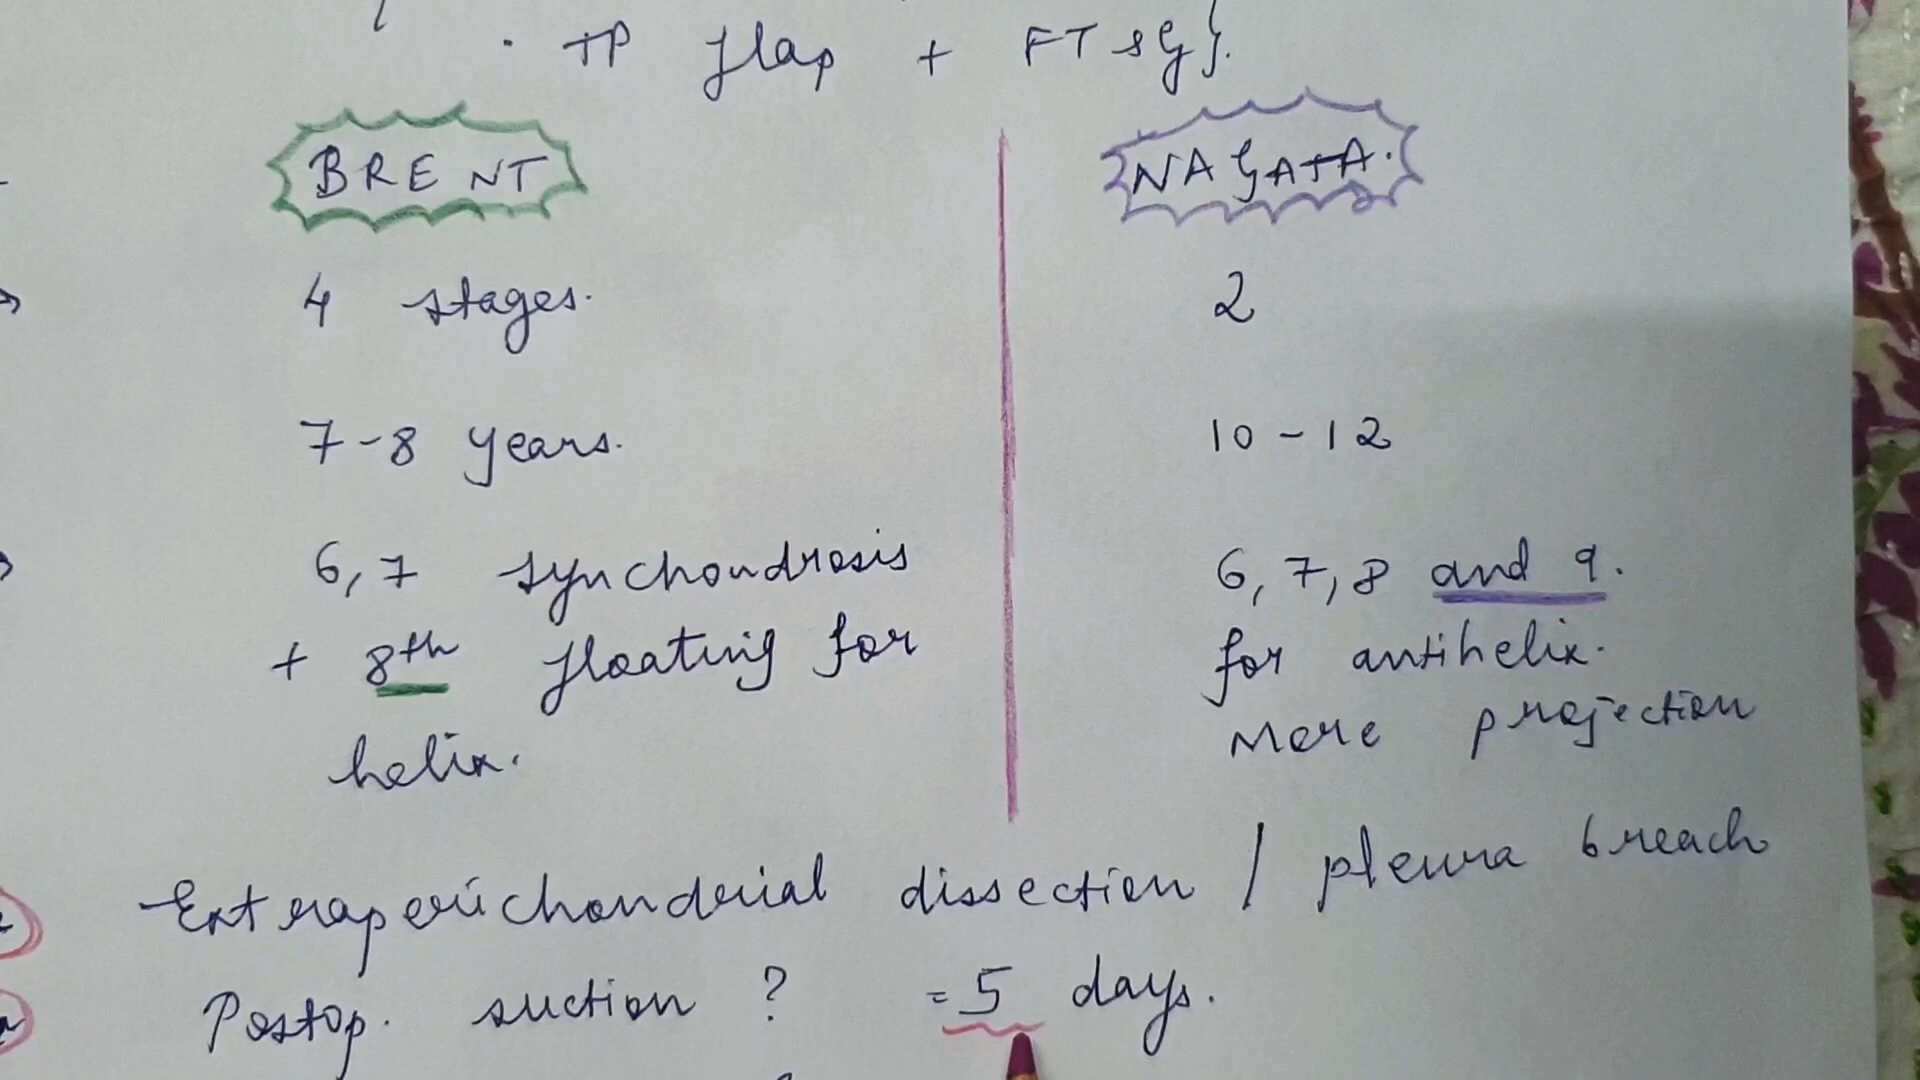 · TP flap + FTSG}.
BRENT NAGATA.
4 stages. 2
7-8 years. 10-12
6,7 synchondrosis 6,7,8 and 9.
+ 8th floating for for antihelix.
helix. More projection
Extraperichondrial dissection / pleura breach
Postop. suction ? = 5 days.